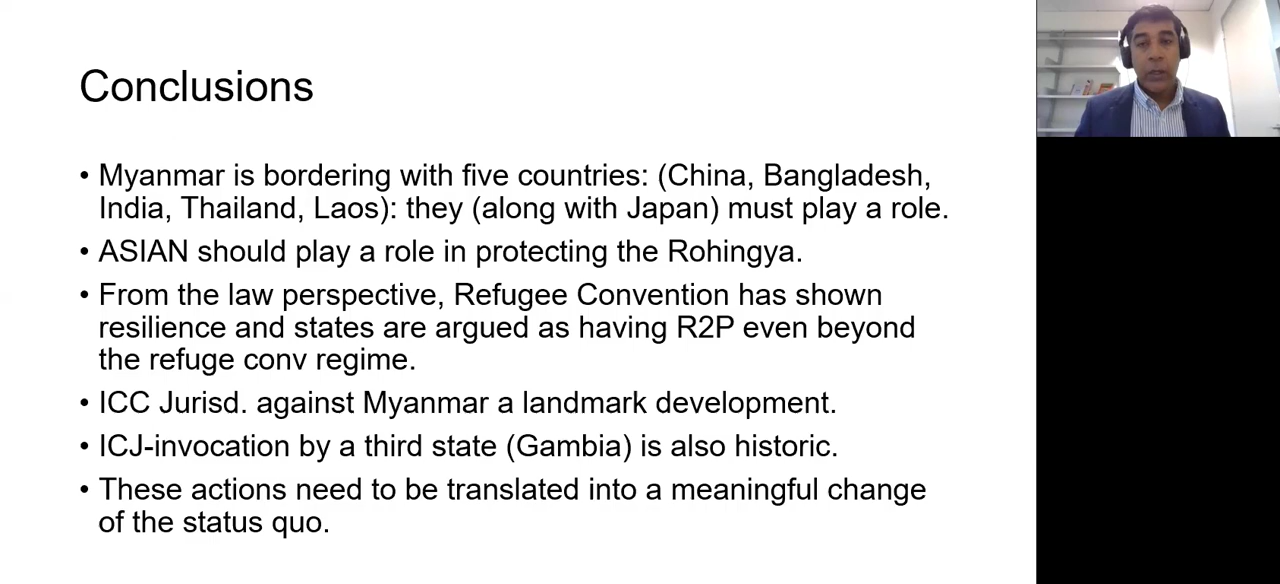 Conclusions
• Myanmar is bordering with five countries: (China, Bangladesh,
India, Thailand, Laos): they (along with Japan) must play a role.
• ASIAN should play a role in protecting the Rohingya.
• From the law perspective, Refugee Convention has shown
resilience and states are argued as having R2P even beyond
the refuge conv regime.
• ICC Jurisd. against Myanmar a landmark development.
• ICJ-invocation by a third state (Gambia) is also historic.
• These actions need to be translated into a meaningful change
of the status quo.